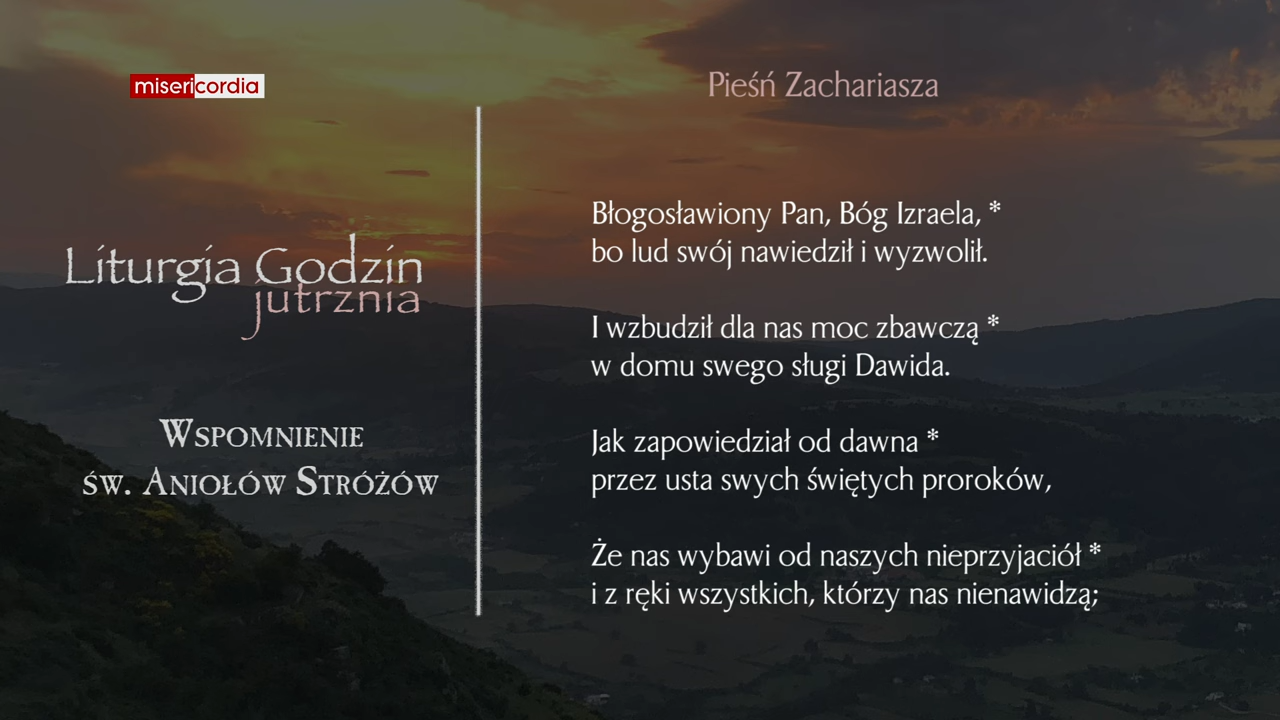 misericordia
Liturgia Godzin
jutrznia
Wspomnienie
św. Aniołów Stróżów
Pieśń Zachariasza
Błogosławiony Pan, Bóg Izraela, *
bo lud swój nawiedził i wyzwolił.
I wzbudził dla nas moc zbawczą *
w domu swego sługi Dawida.
Jak zapowiedział od dawna *
przez usta swych świętych proroków,
Że nas wybawi od naszych nieprzyjaciół *
i z ręki wszystkich, którzy nas nienawidzą;